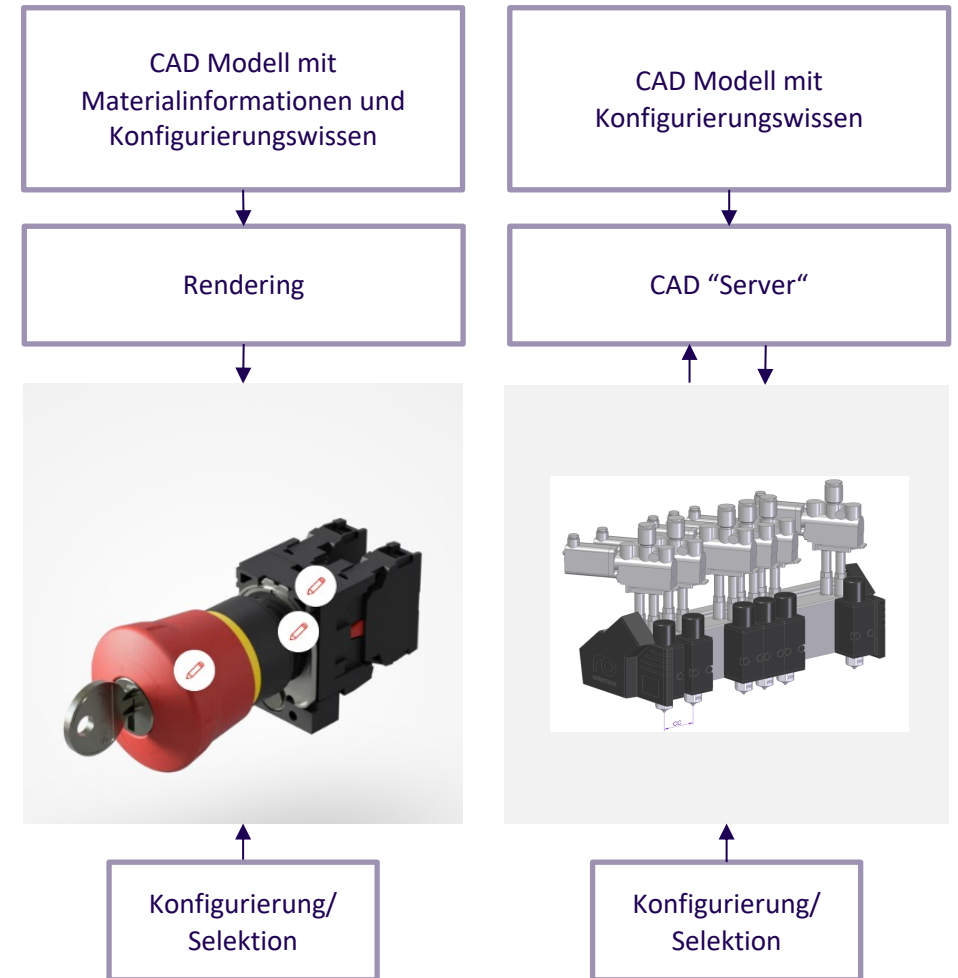 CAD Modell mit
Materialinformationen und
Konfigurierungswissen
Rendering
Konfigurierung/
Selektion
CAD Modell mit
Konfigurierungswissen
CAD “Server“
Konfigurierung/
Selektion